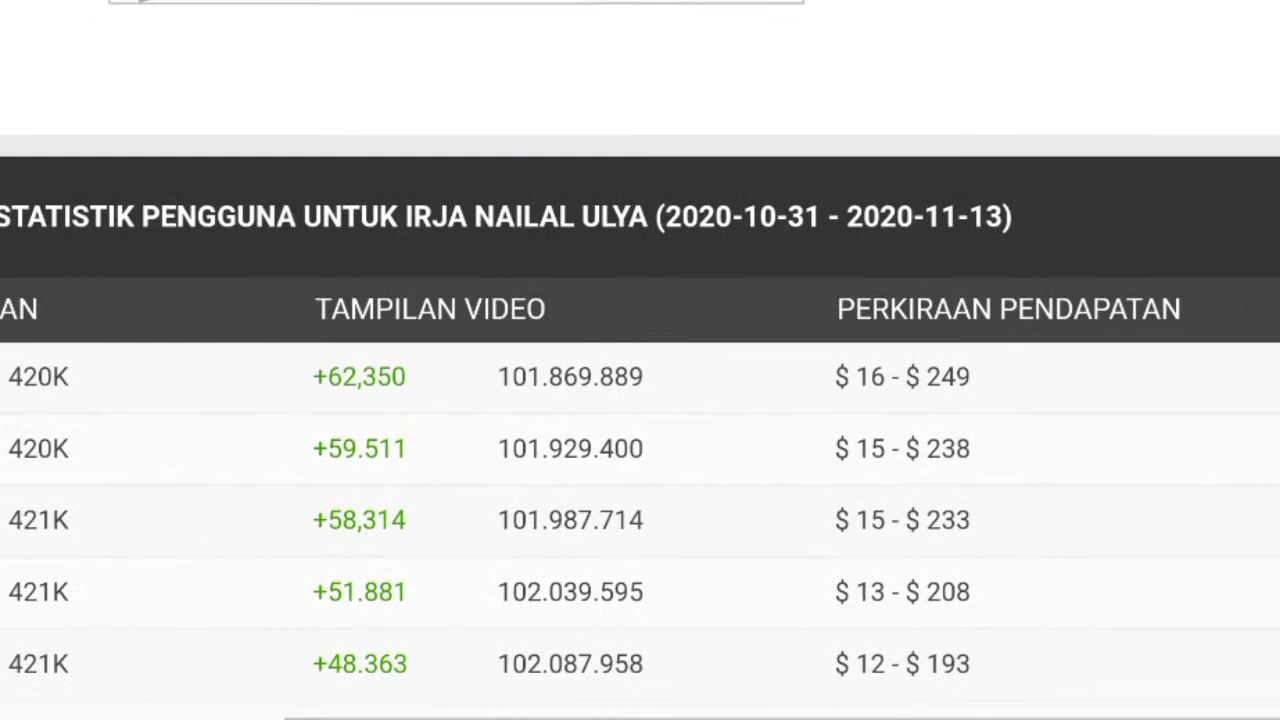 STATISTIK PENGGUNA UNTUK IRJA NAILAL ULYA (2020-10-31 - 2020-11-13)
AN TAMPILAN VIDEO PERKIRAAN PENDAPATAN
420K +62,350 101.869.889 $ 16 - $ 249
420K +59.511 101.929.400 $ 15 - $ 238
421K +58,314 101.987.714 $ 15 - $ 233
421K +51.881 102.039.595 $ 13 - $ 208
421K +48.363 102.087.958 $ 12 - $ 193